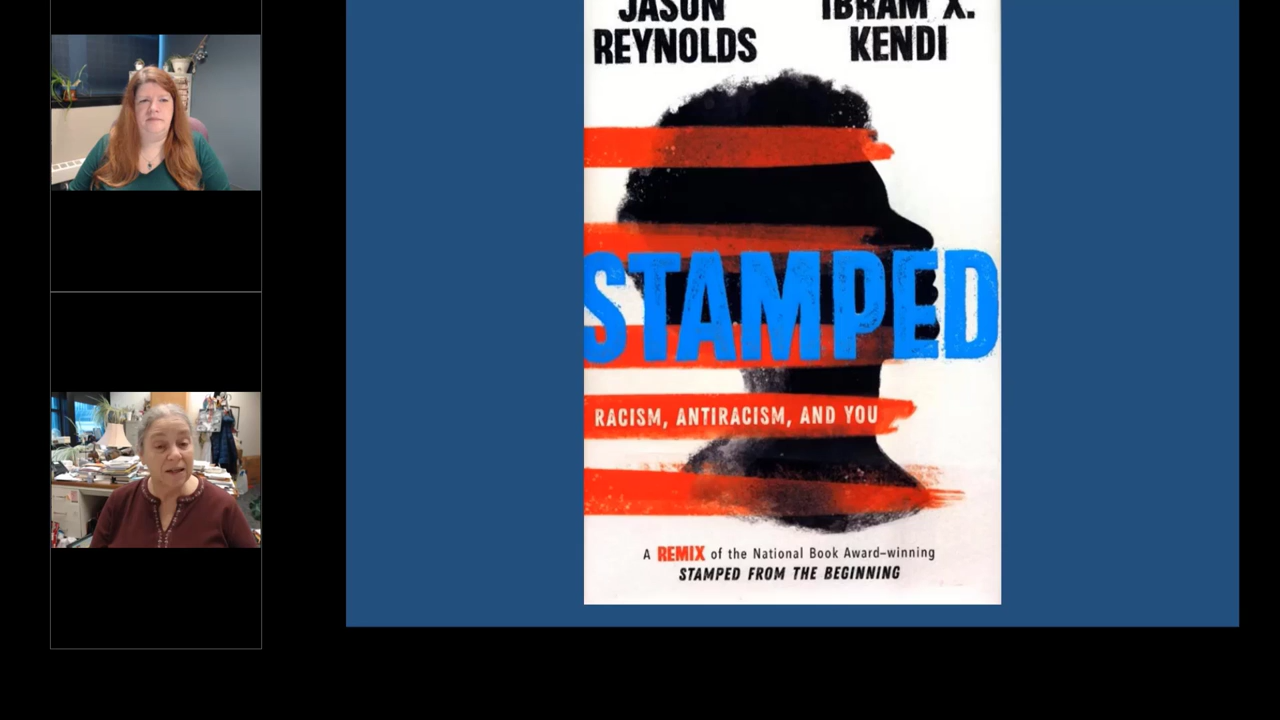 JASON
REYNOLDS
IBRAM X.
KENDI
STAMPED
RACISM, ANTIRACISM, AND YOU
A REMIX of the National Book Award–winning
STAMPED FROM THE BEGINNING